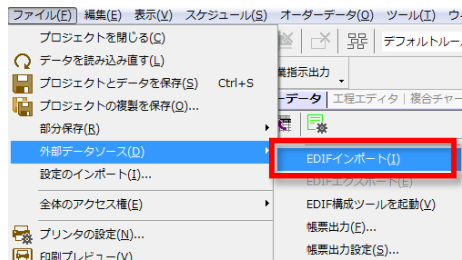 ファイル(F) 編集(E) 表示(V) スケジュール(S) オーダーデータ(O) ツール(T)
プロジェクトを閉じる(C)
データを読み込み直す(L)
プロジェクトとデータを保存(S) Ctrl+S
プロジェクトの複製を保存(O)...
部分保存(R)
外部データソース(D)
設定のインポート(I)...
全体のアクセス権(E)
プリンタの設定(N)...
印刷プレビュー(V)
デフォルトルー
業指示出力
ーデータ 工程エディタ 複合チャー
EDIFインポート(I)
EDIFエクスポート(E)
EDIF構成ツールを起動(V)
帳票出力(F)...
帳票出力設定(S)...